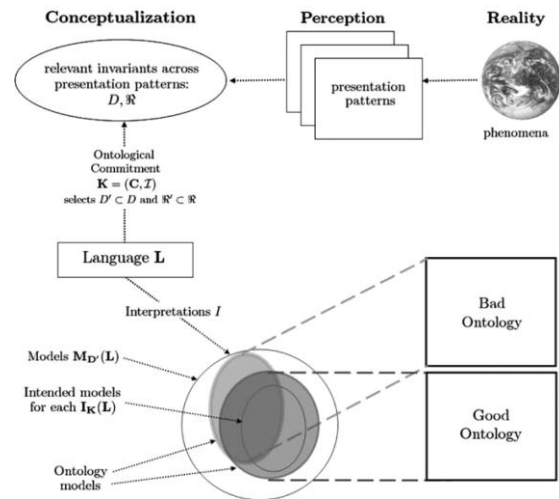 Conceptualization
Perception
Reality
relevant invariants across
presentation patterns:
D, ℜ
presentation
patterns
phenomena
Ontological
Commitment
K = (C, I)
selects D′ ⊂ D and ℜ′ ⊂ ℜ
Language L
Interpretations I
Bad
Ontology
Models M_D′(L)
Intended models
for each I_K(L)
Good
Ontology
Ontology
models